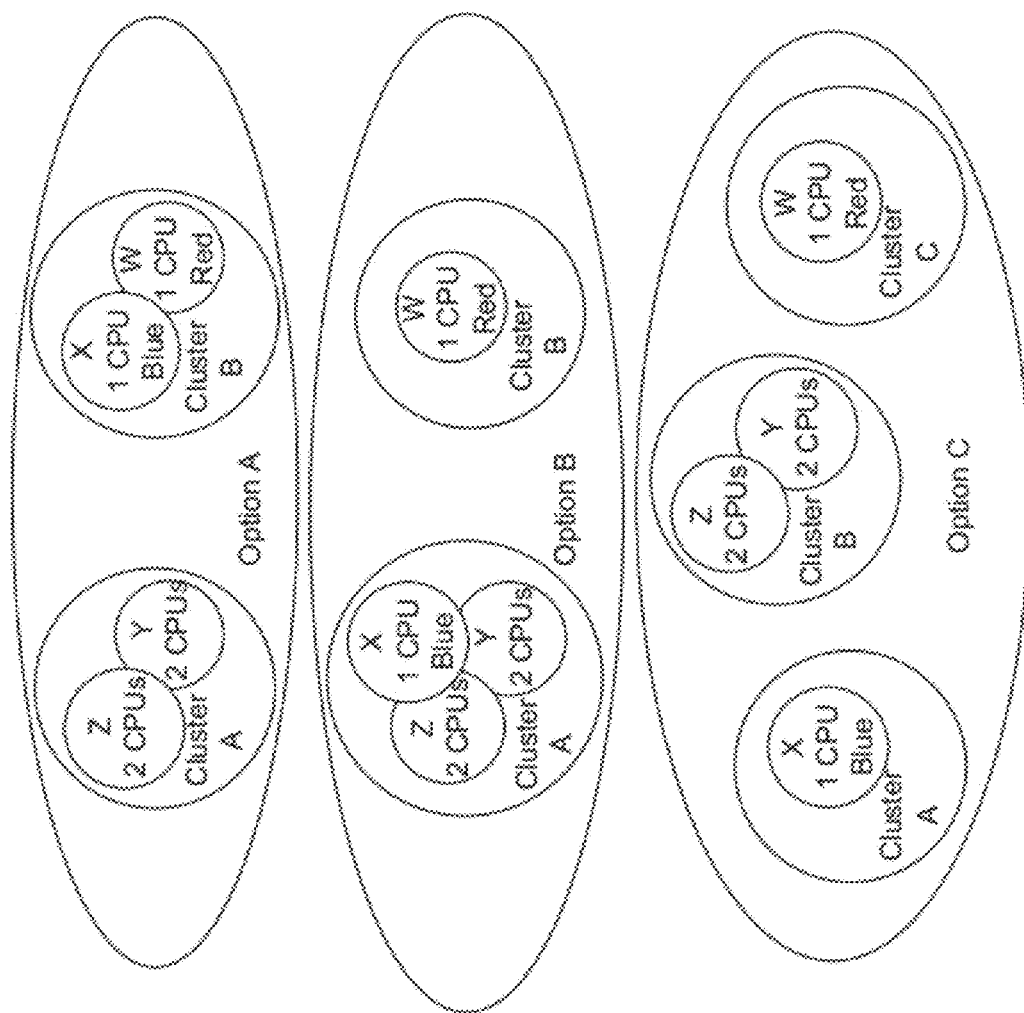 Z
2 CPUs
Y
2 CPUs
Cluster
A
X
1 CPU
Blue
W
1 CPU
Red
Cluster
B
Option A
X
1 CPU
Blue
Z
2 CPUs
Y
2 CPUs
Cluster
A
W
1 CPU
Red
Cluster
B
Option B
X
1 CPU
Blue
Cluster
A
Z
2 CPUs
Y
2 CPUs
Cluster
B
W
1 CPU
Red
Cluster
C
Option C